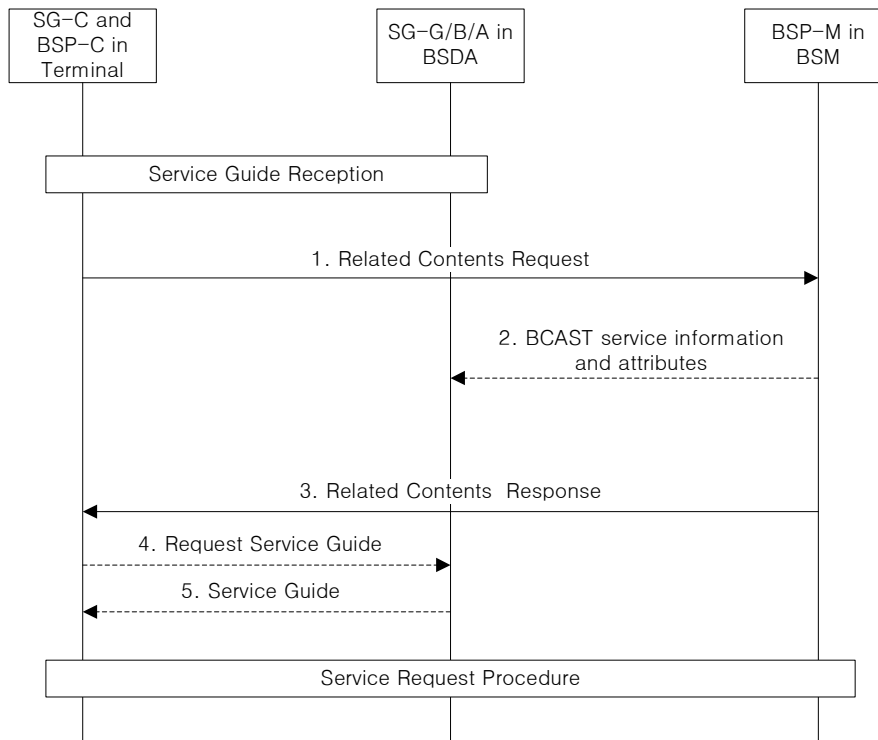 SG-C and
BSP-C in
Terminal
SG-G/B/A in
BSDA
BSP-M in
BSM
Service Guide Reception
1. Related Contents Request
2. BCAST service information
and attributes
3. Related Contents Response
4. Request Service Guide
5. Service Guide
Service Request Procedure